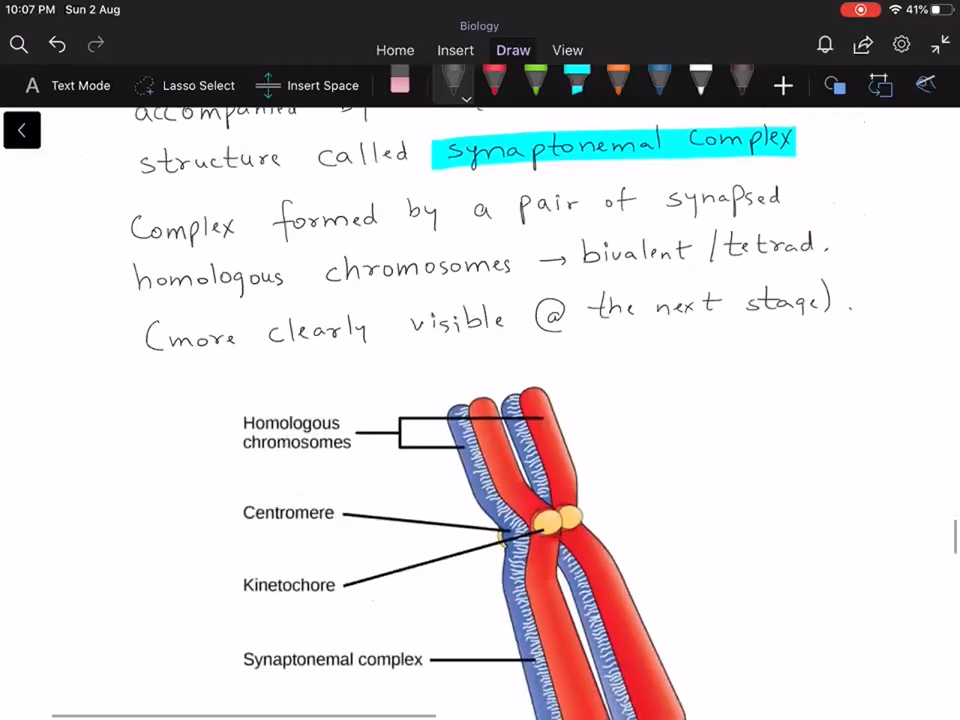 10:07 PM Sun 2 Aug
41%
Biology
Home Insert Draw View
Text Mode Lasso Select Insert Space
accompanied by
structure called synaptonemal complex
Complex formed by a pair of synapsed
homologous chromosomes → bivalent/tetrad.
(more clearly visible @ the next stage).
Homologous
chromosomes
Centromere
Kinetochore
Synaptonemal complex